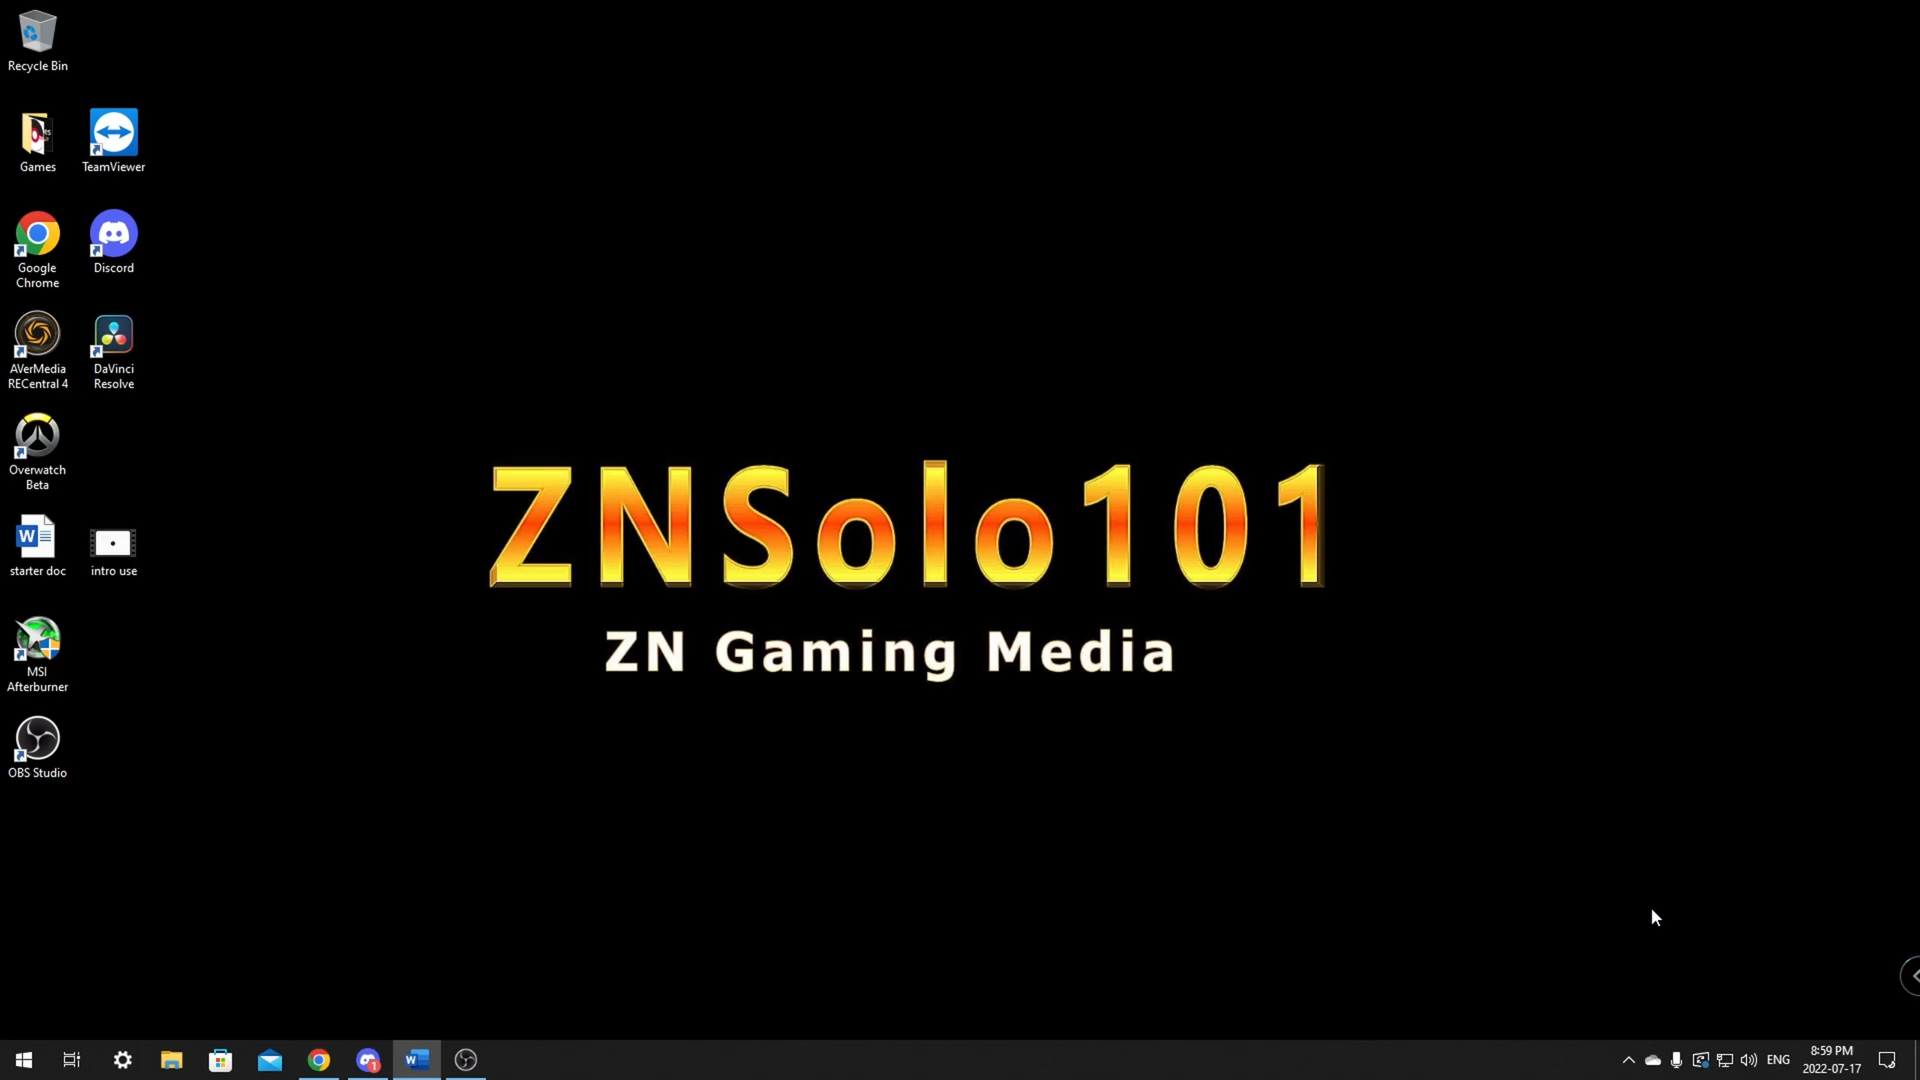 Recycle Bin
Games
TeamViewer
Google
Chrome
Discord
AVerMedia
RECentral 4
DaVinci
Resolve
Overwatch
Beta
starter doc
intro use
MSI
Afterburner
OBS Studio
ZNSolo101
ZN Gaming Media
1
ENG
8:59 PM
2022-07-17